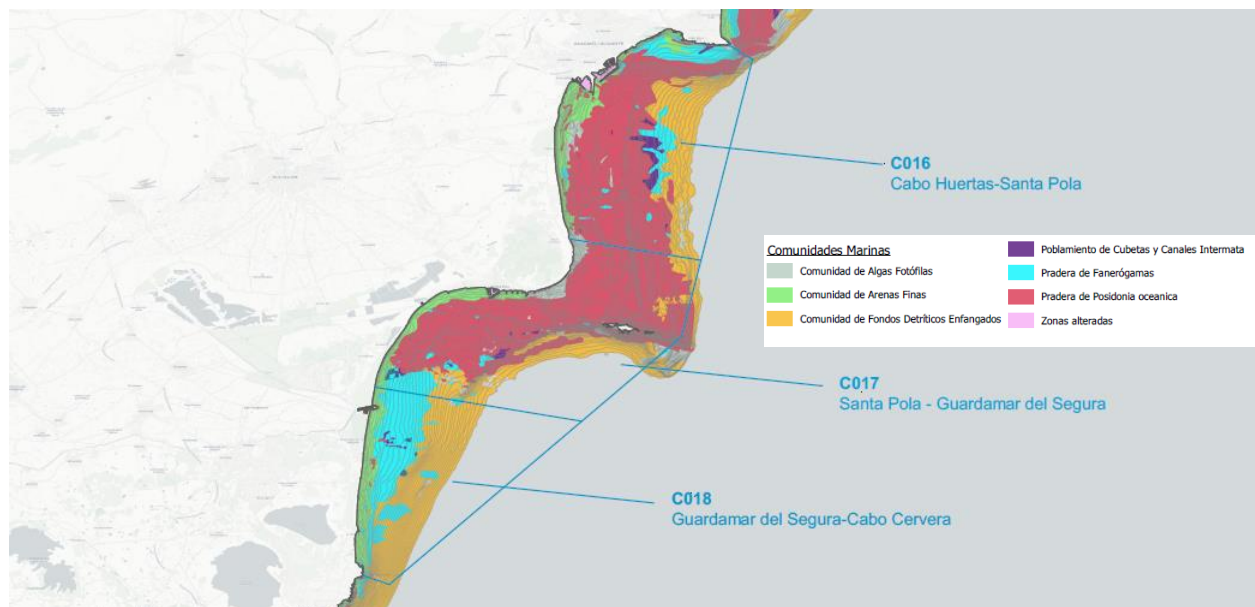 C016
Cabo Huertas-Santa Pola
Comunidades Marinas
Comunidad de Algas Fotófilas
Comunidad de Arenas Finas
Comunidad de Fondos Detríticos Enfangados
Poblamiento de Cubetas y Canales Intermata
Pradera de Fanerógamas
Pradera de Posidonia oceanica
Zonas alteradas
C017
Santa Pola - Guardamar del Segura
C018
Guardamar del Segura-Cabo Cervera